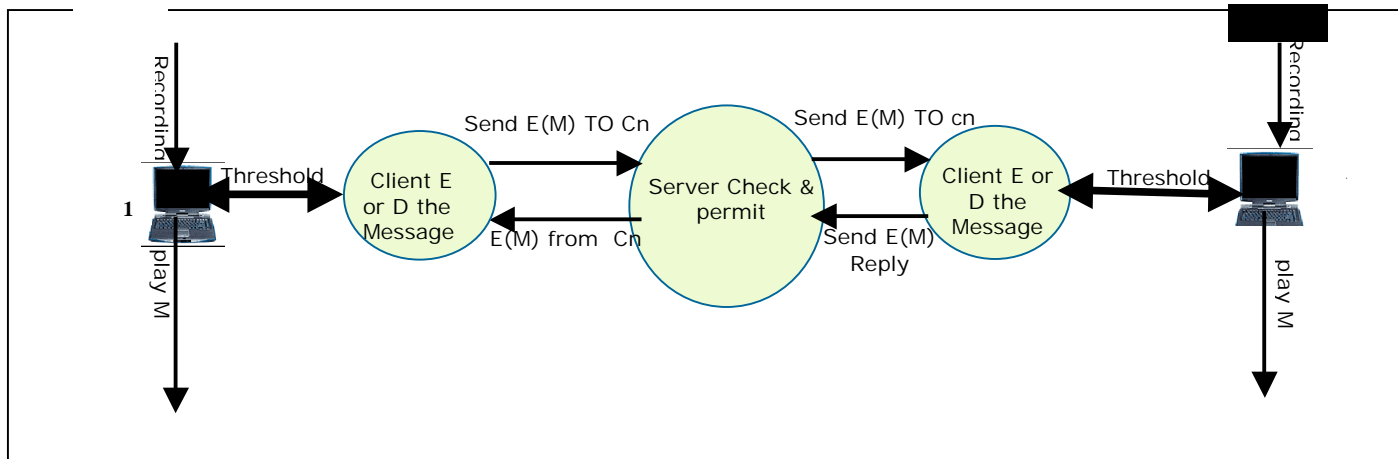 Recording
Recording
Send E(M) TO Cn
Send E(M) TO cn
Threshold
Client E
or D the
Message
Server Check &
permit
Client E or
D the
Message
Threshold
1
E(M) from Cn
Send E(M)
Reply
play M
play M